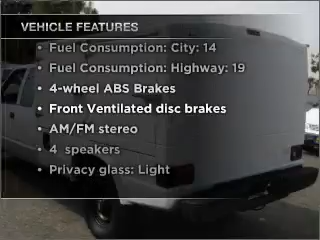 VEHICLE FEATURES
• Fuel Consumption: City: 14
• Fuel Consumption: Highway: 19
• 4-wheel ABS Brakes
• Front Ventilated disc brakes
• AM/FM stereo
• 4 speakers
• Privacy glass: Light